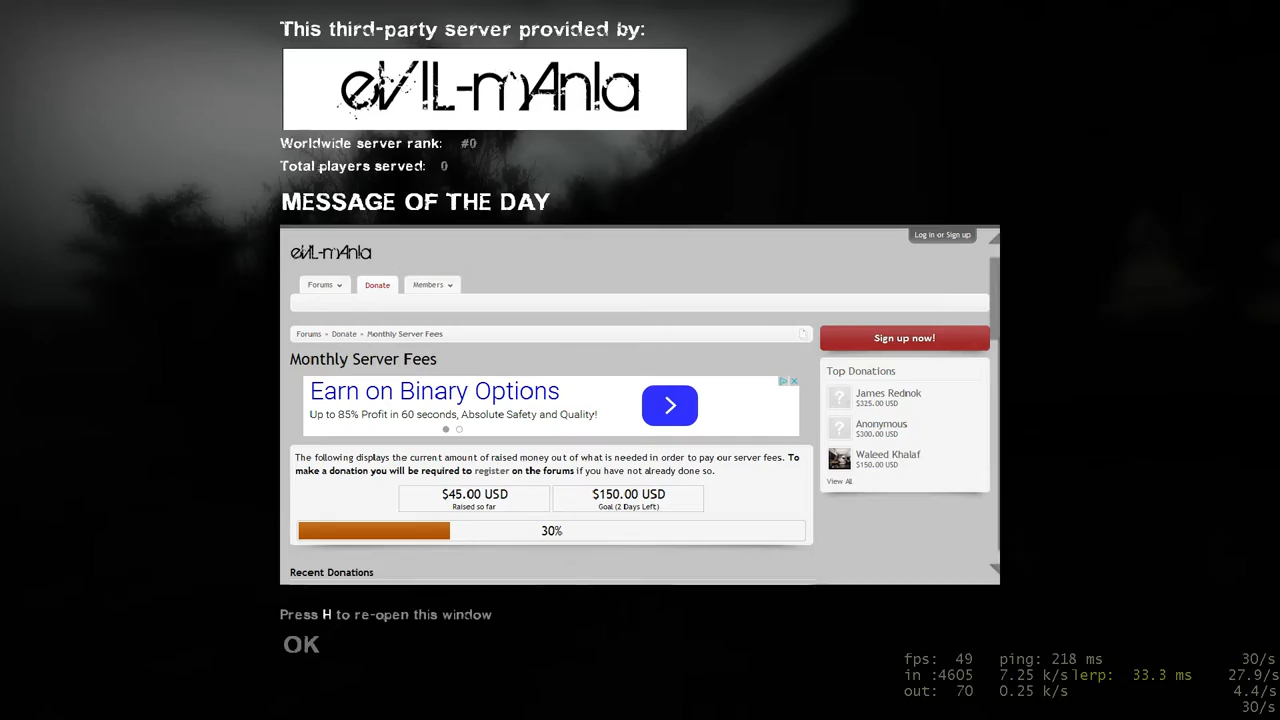 This third-party server provided by:
eVIL-mAnIa
Worldwide server rank: #0
Total players served: 0
MESSAGE OF THE DAY
Log in or Sign up
eVIL-mAnIa
Forums Donate Members
Forums Donate Monthly Server Fees
Sign up now!
Monthly Server Fees
Earn on Binary Options
Up to 85% Profit in 60 seconds, Absolute Safety and Quality!
Top Donations
James Rednok
$325.00 USD
Anonymous
$300.00 USD
Waleed Khalaf
$150.00 USD
View All
The following displays the current amount of raised money out of what is needed in order to pay our server fees. To
make a donation you will be required to register on the forums if you have not already done so.
$45.00 USD
Raised so far
$150.00 USD
Goal (2 Days Left)
30%
Recent Donations
Press H to re-open this window
OK
fps: 49 ping: 218 ms 30/s
in :4605 7.25 k/s lerp: 33.3 ms 27.9/s
out: 70 0.25 k/s 4.4/s
30/s